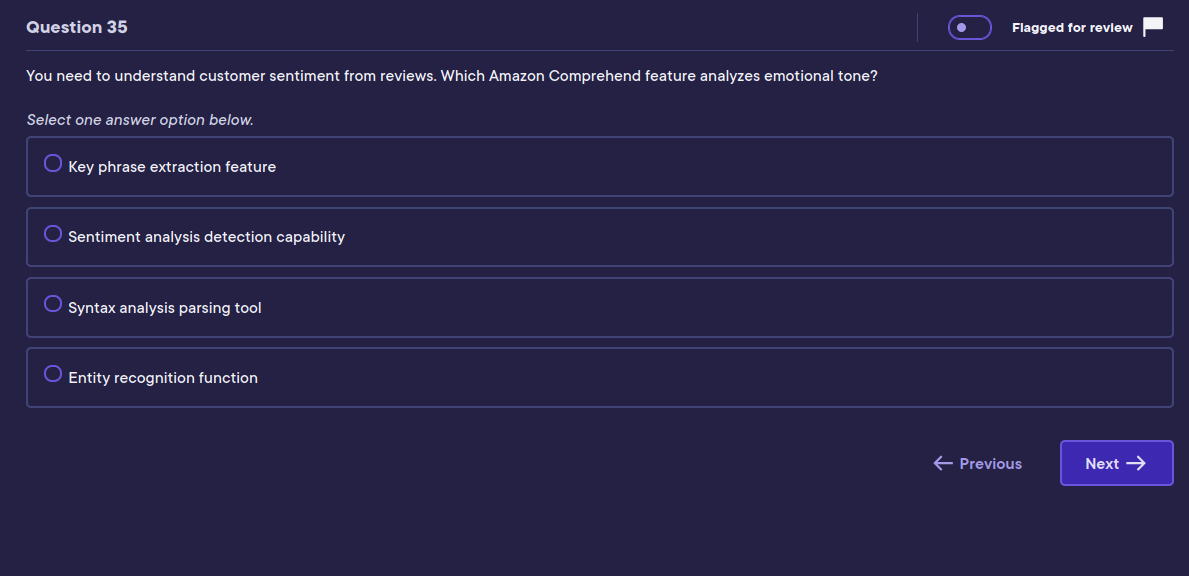 Question 35
Flagged for review
You need to understand customer sentiment from reviews. Which Amazon Comprehend feature analyzes emotional tone?
Select one answer option below.
Key phrase extraction feature
Sentiment analysis detection capability
Syntax analysis parsing tool
Entity recognition function
Previous
Next